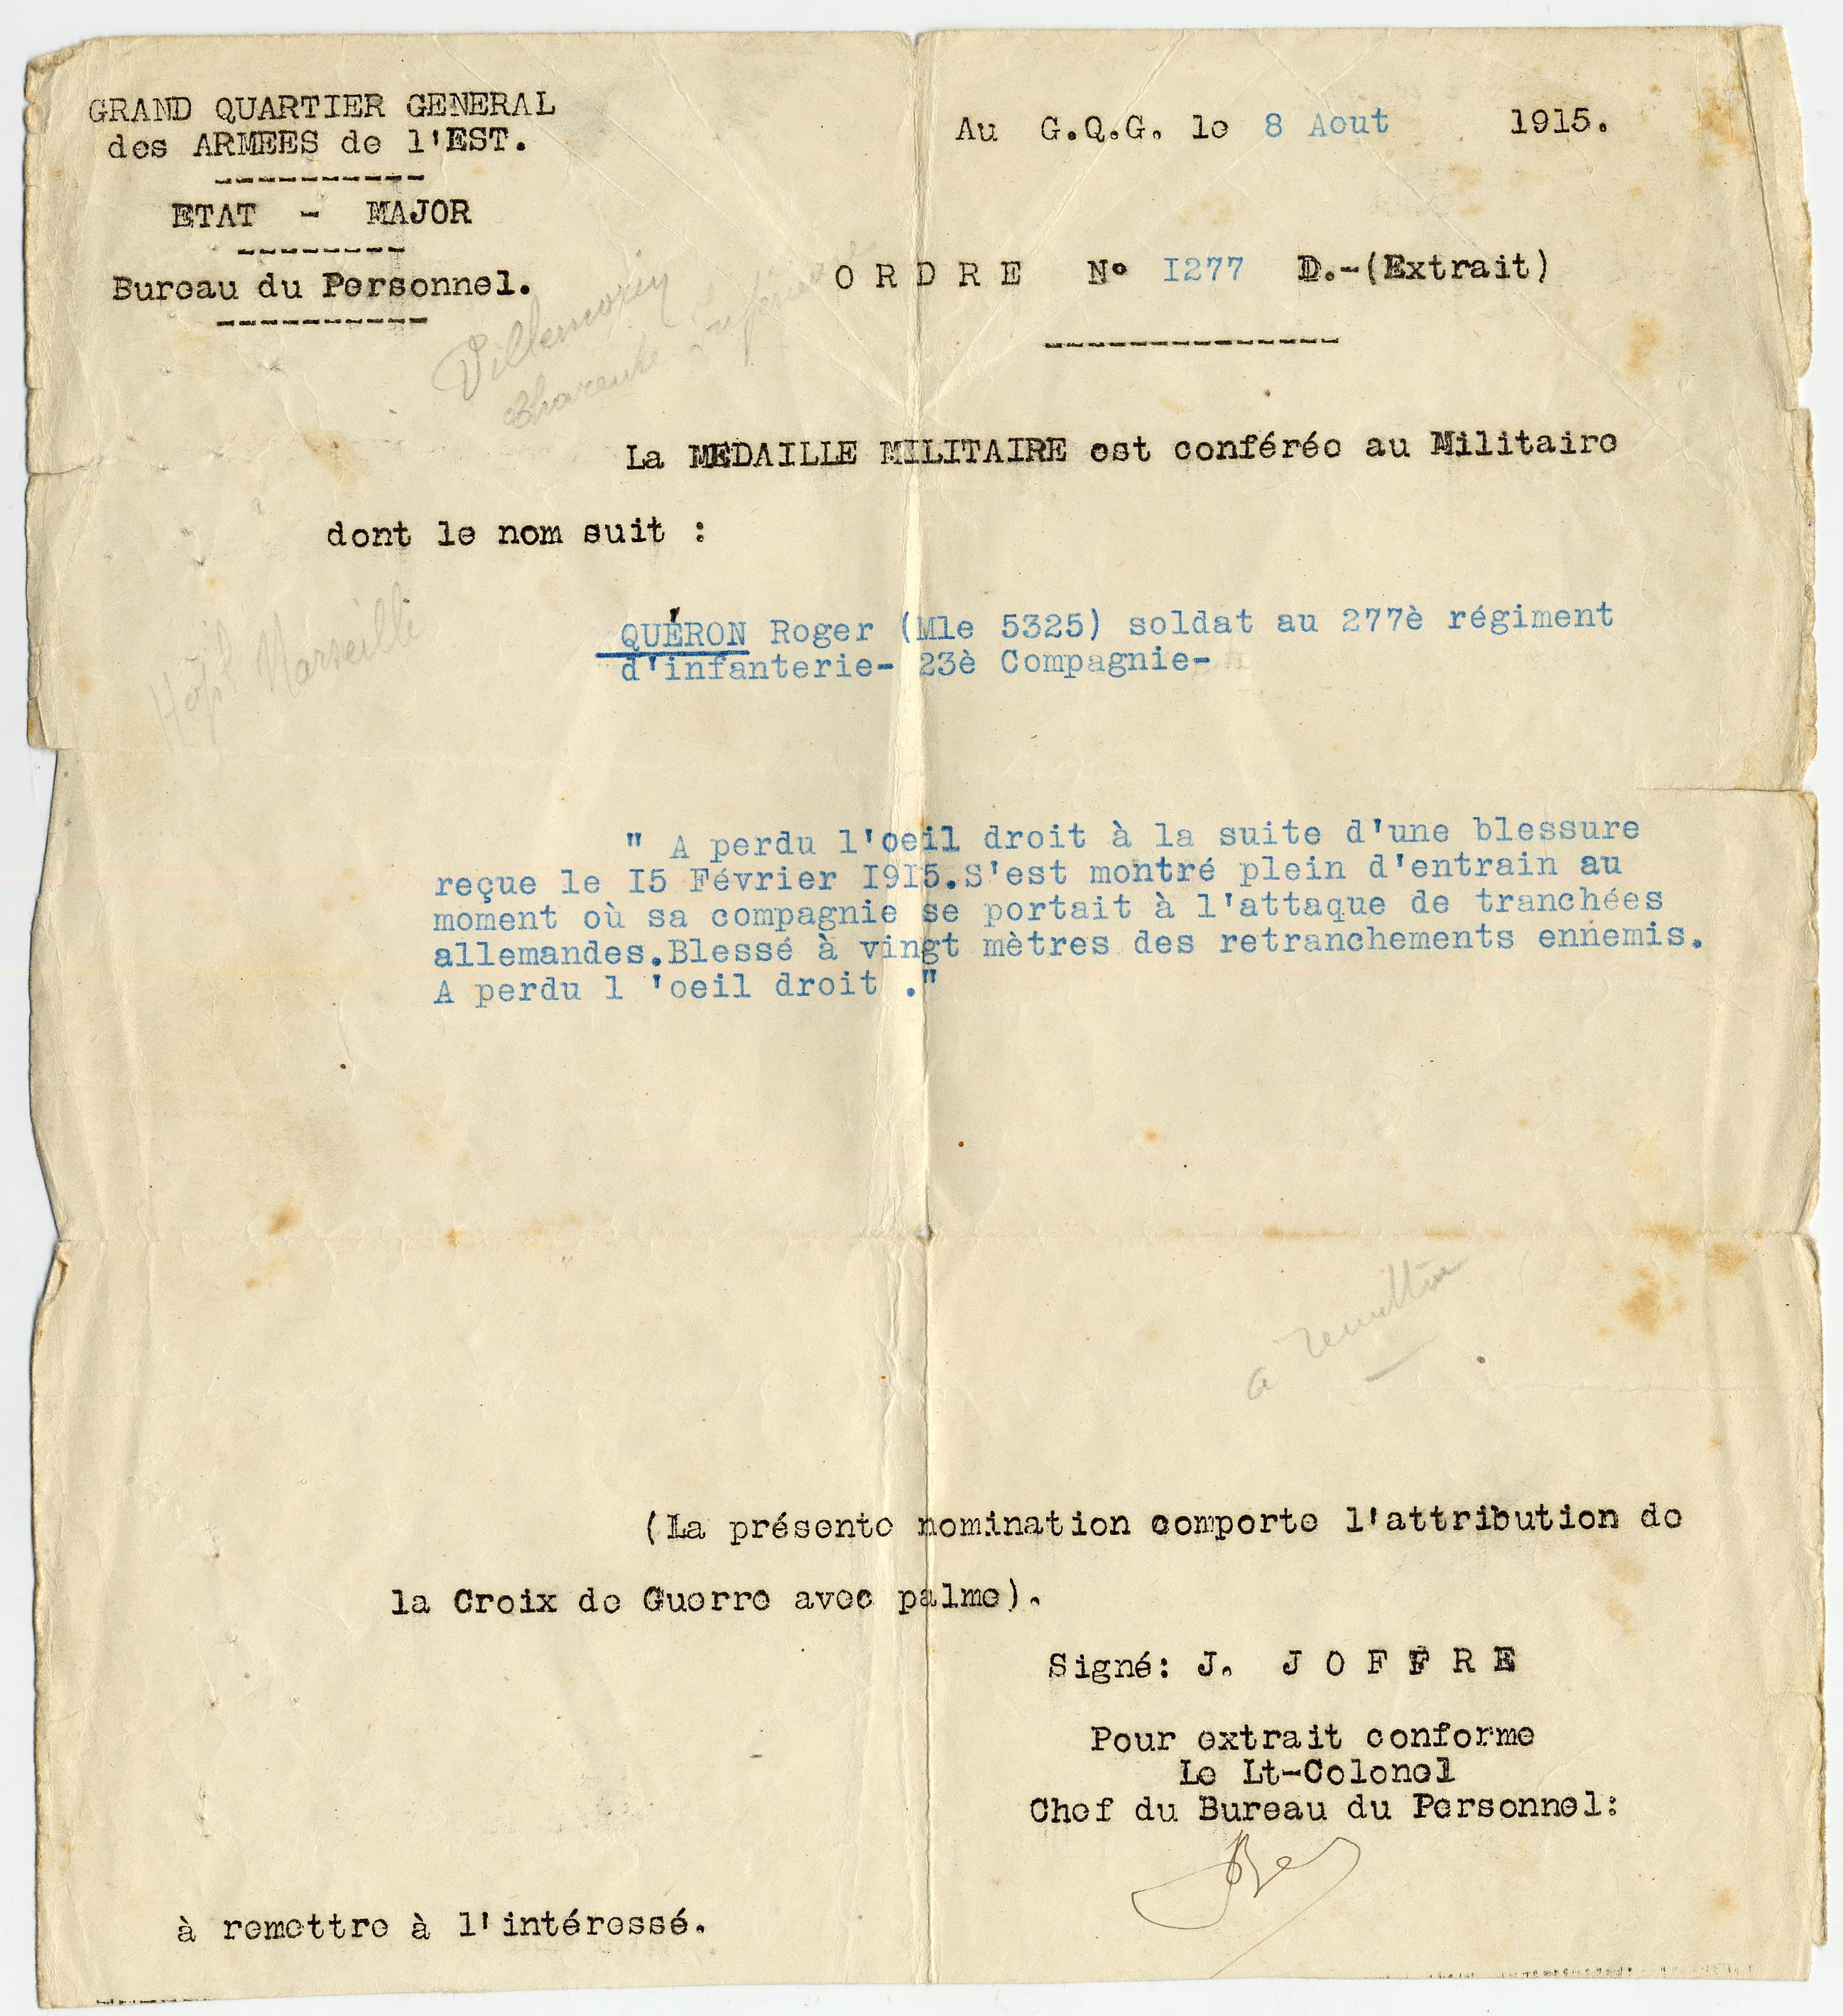 GRAND QUARTIER GENERAL
des ARMEES de l'EST.
-----------
ETAT - MAJOR
---------
Bureau du Personnel.
-----------
Au G.Q.G. le 8 Aout 1915.
ORDRE N° I277 D.-(Extrait)
---------------
Villemorin
Charente Inférieure
La MEDAILLE MILITAIRE est conférée au Militaire
dont le nom suit :
Hôp. Marseille
QUÉRON Roger (Mle 5325) soldat au 277è régiment
d'infanterie- 23è Compagnie-
" A perdu l'oeil droit à la suite d'une blessure
reçue le I5 Février I9I5.S'est montré plein d'entrain au
moment où sa compagnie se portait à l'attaque de tranchées
allemandes.Blessé à vingt mètres des retranchements ennemis.
A perdu l 'oeil droit ."
a remettre
(La présente nomination comporte l'attribution de
la Croix de Guerre avec palme).
Signé: J. JOFFRE
Pour extrait conforme
Le Lt-Colonel
Chef du Bureau du Personnel:
à remettre à l'intéressé.